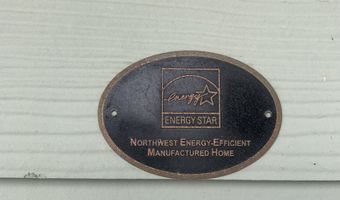 energy
ENERGY STAR
NORTHWEST ENERGY-EFFICIENT
MANUFACTURED HOME